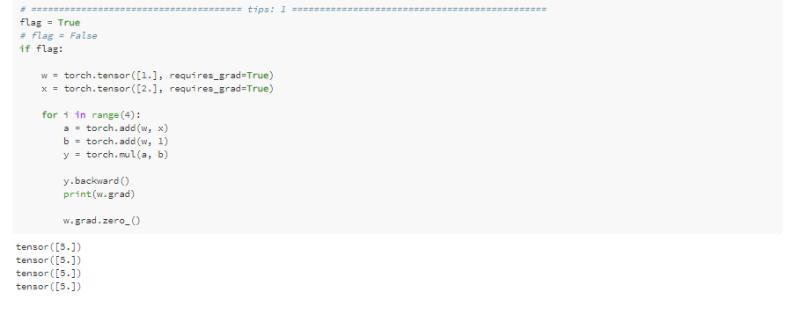 # ==================================== tips: 1 ============================================
flag = True
# flag = False
if flag:
    w = torch.tensor([1.], requires_grad=True)
    x = torch.tensor([2.], requires_grad=True)
    for i in range(4):
        a = torch.add(w, x)
        b = torch.add(w, 1)
        y = torch.mul(a, b)
        y.backward()
        print(w.grad)
        w.grad.zero_()
tensor([5.])
tensor([5.])
tensor([5.])
tensor([5.])